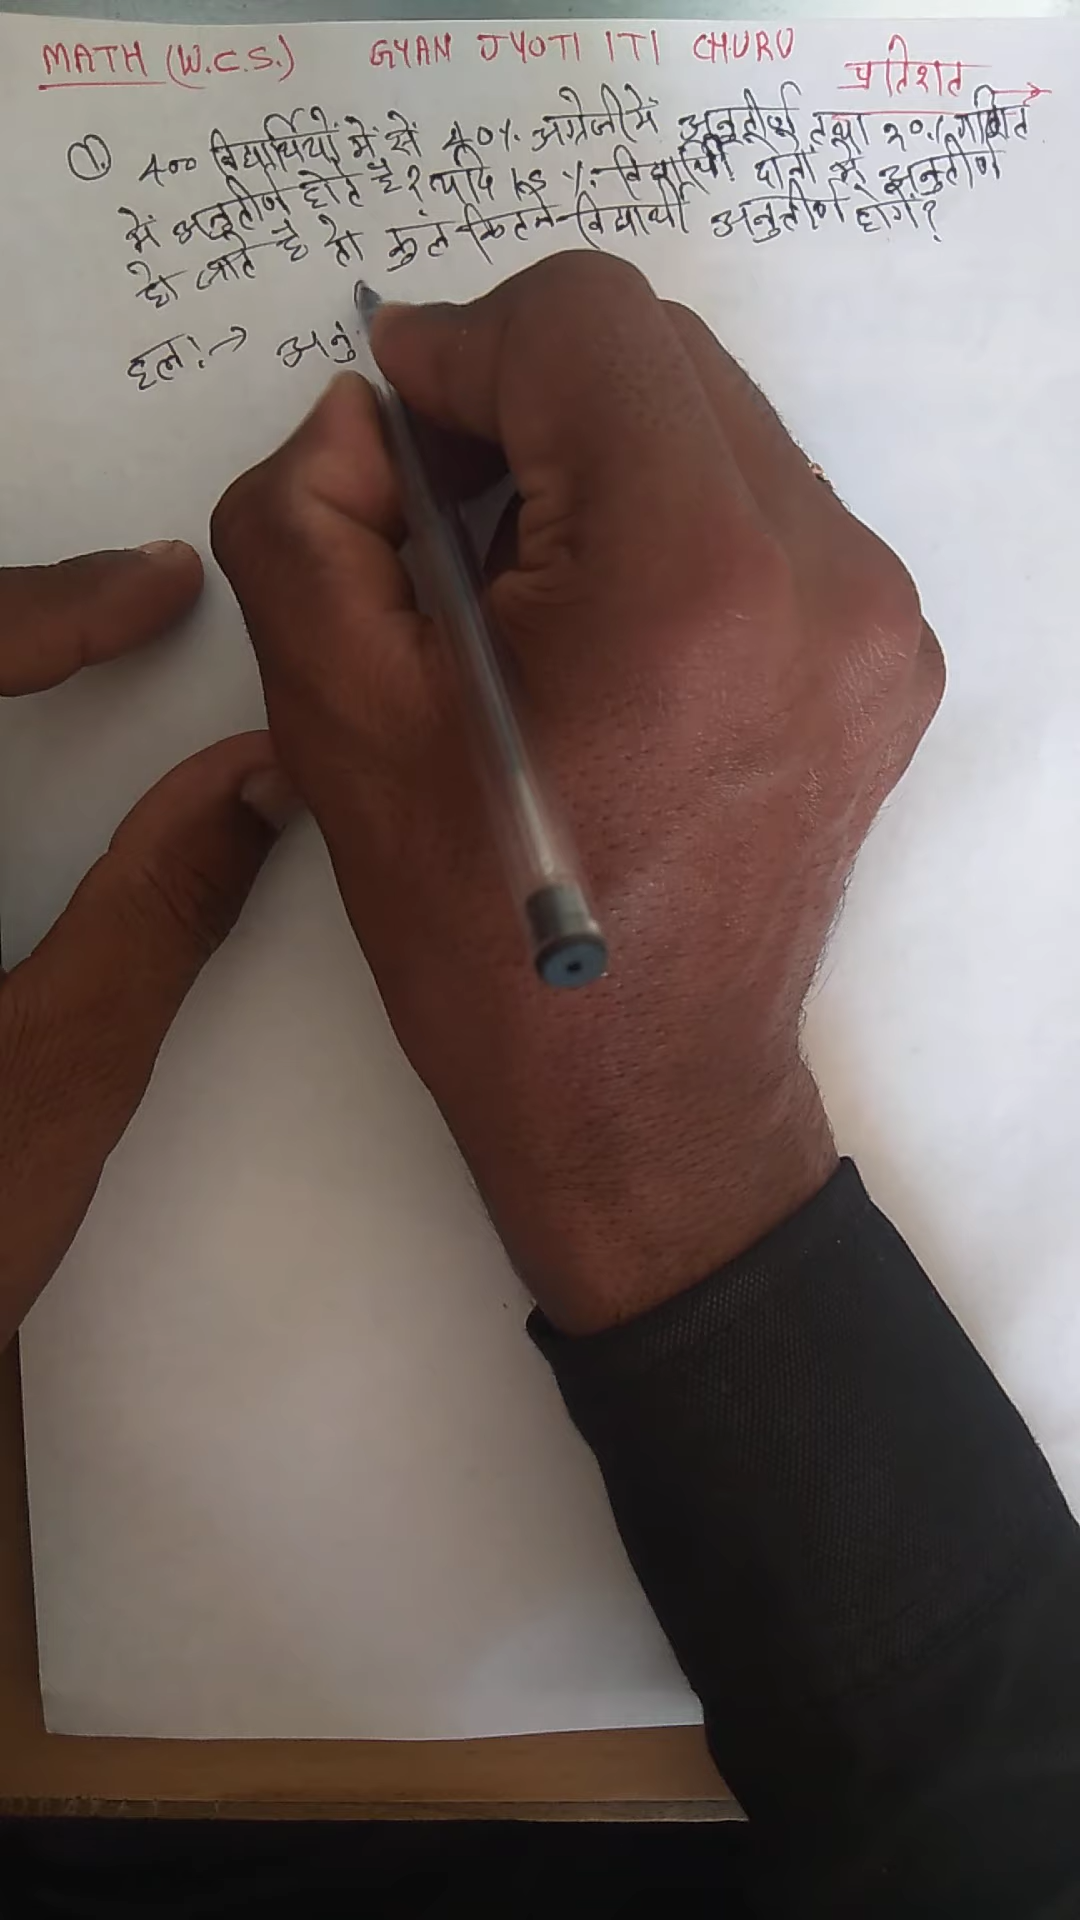 MATH (W.C.S.) GYAN JYOTI ITI CHURU
प्रतिशत
①. 400 विद्यार्थियों में से 40% अंग्रेजी में अनुतीर्ण तथा 20% गणित
में अनुतीर्ण होते है? यदि 15% विद्यार्थी दोनों में अनुतीर्ण
हो जाते है तो कुल कितने विद्यार्थी अनुतीर्ण होगें?
हल:→ अनु